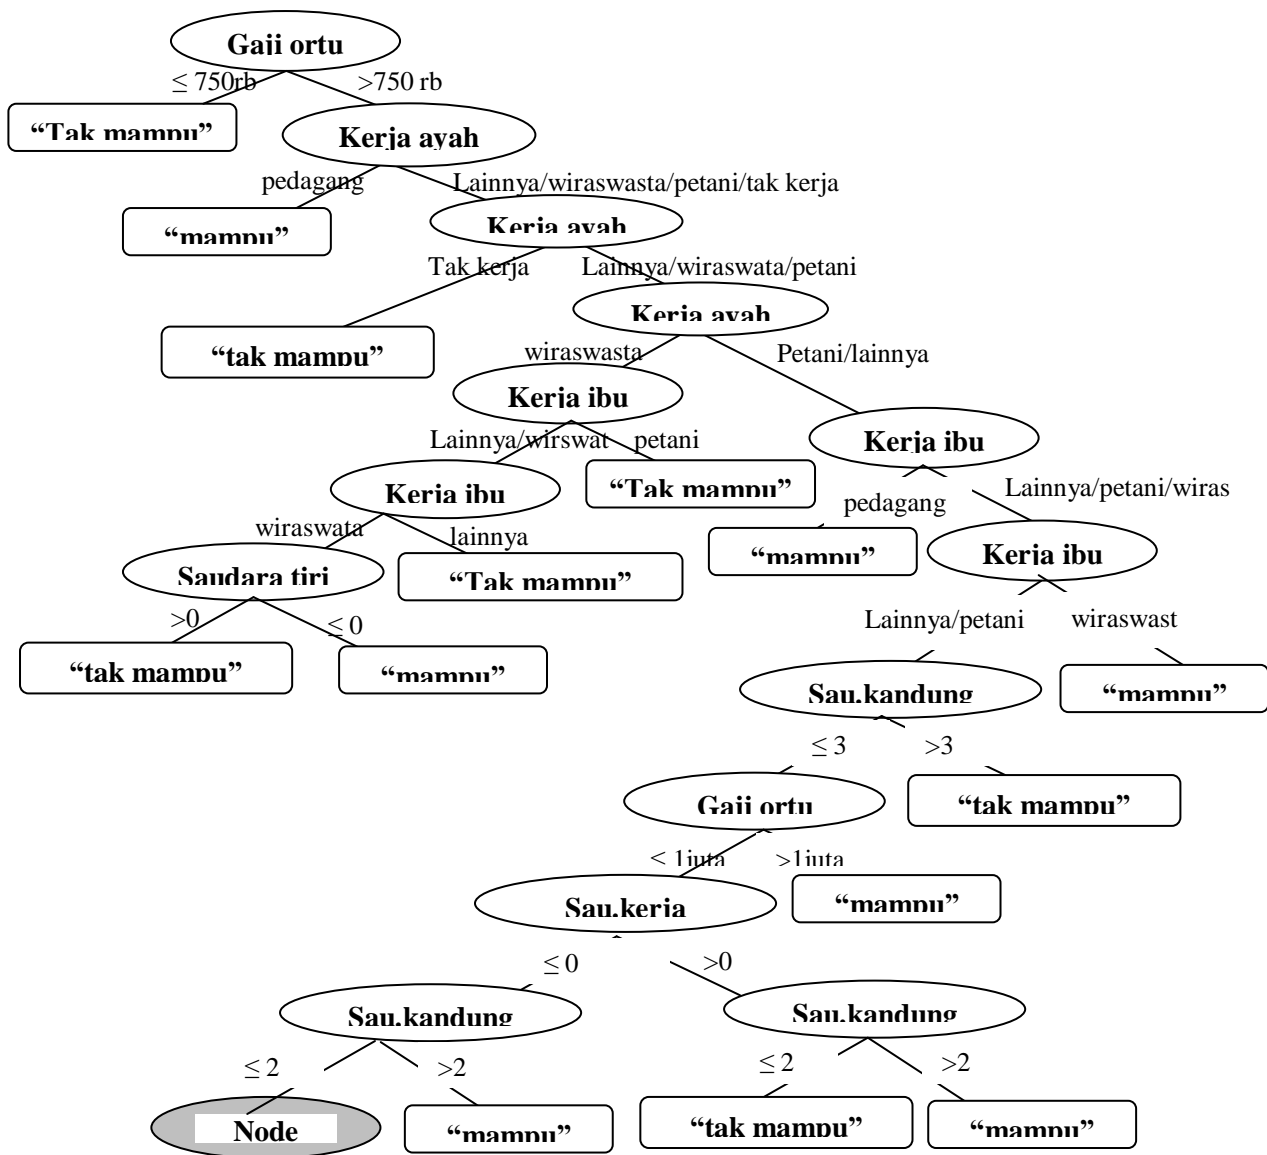 Gaji ortu
≤ 750rb
>750 rb
“Tak mampu”
Kerja ayah
pedagang
Lainnya/wiraswasta/petani/tak kerja
“mampu”
Kerja ayah
Tak kerja
Lainnya/wiraswata/petani
Kerja ayah
“tak mampu”
wiraswasta
Petani/lainnya
Kerja ibu
Kerja ibu
Lainnya/wirswat
petani
Kerja ibu
“Tak mampu”
pedagang
Lainnya/petani/wiras
wiraswata
lainnya
“mampu”
Kerja ibu
Saudara tiri
“Tak mampu”
>0
≤ 0
Lainnya/petani
wiraswast
“tak mampu”
“mampu”
Sau.kandung
“mampu”
≤ 3
>3
Gaji ortu
“tak mampu”
< 1juta
>1juta
Sau.kerja
“mampu”
≤ 0
>0
Sau.kandung
Sau.kandung
≤ 2
>2
≤ 2
>2
Node
“mampu”
“tak mampu”
“mampu”